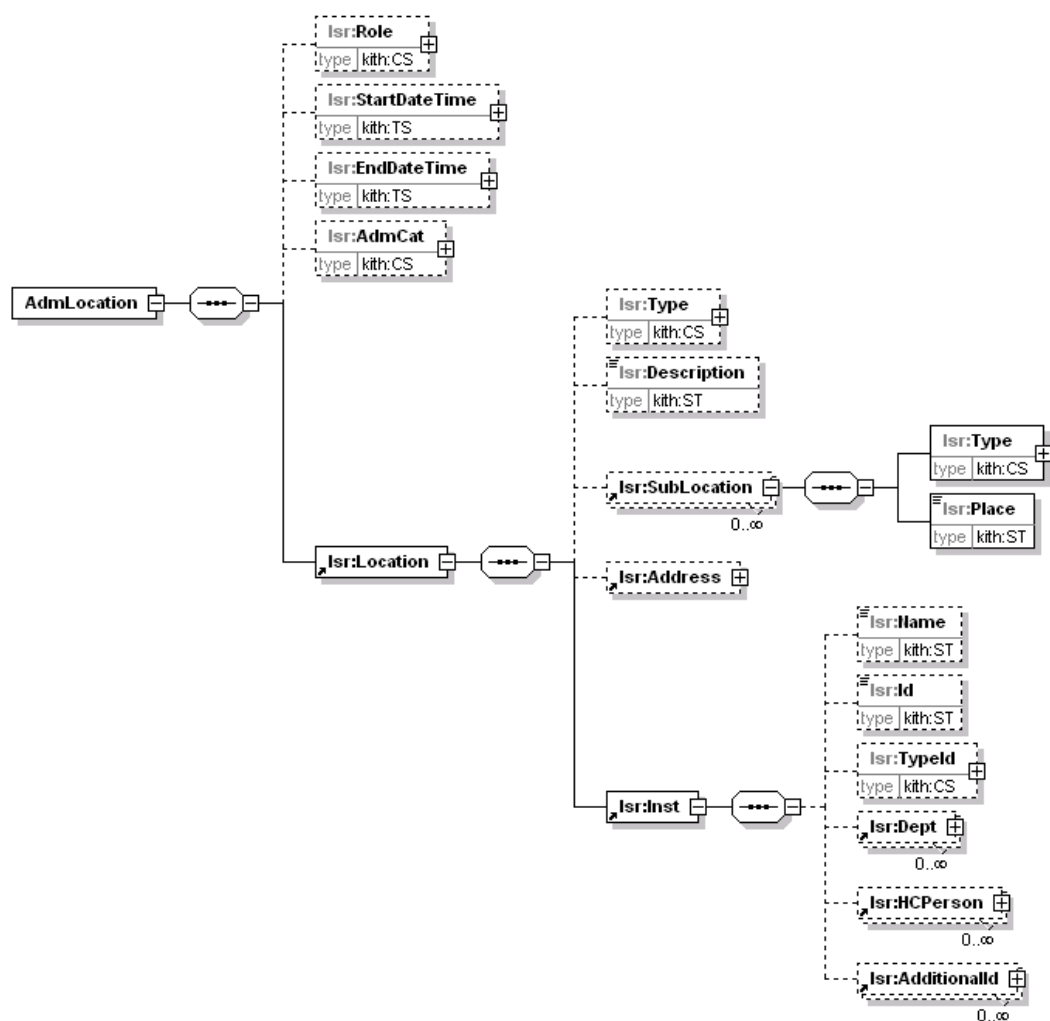 lsr:Role
type kith:CS
lsr:StartDateTime
type kith:TS
lsr:EndDateTime
type kith:TS
lsr:AdmCat
type kith:CS
AdmLocation
lsr:Type
type kith:CS
lsr:Description
type kith:ST
lsr:SubLocation
0..∞
lsr:Type
type kith:CS
lsr:Place
type kith:ST
lsr:Location
lsr:Address
lsr:Name
type kith:ST
lsr:Id
type kith:ST
lsr:TypeId
type kith:CS
lsr:Inst
lsr:Dept
0..∞
lsr:HCPerson
0..∞
lsr:AdditionalId
0..∞